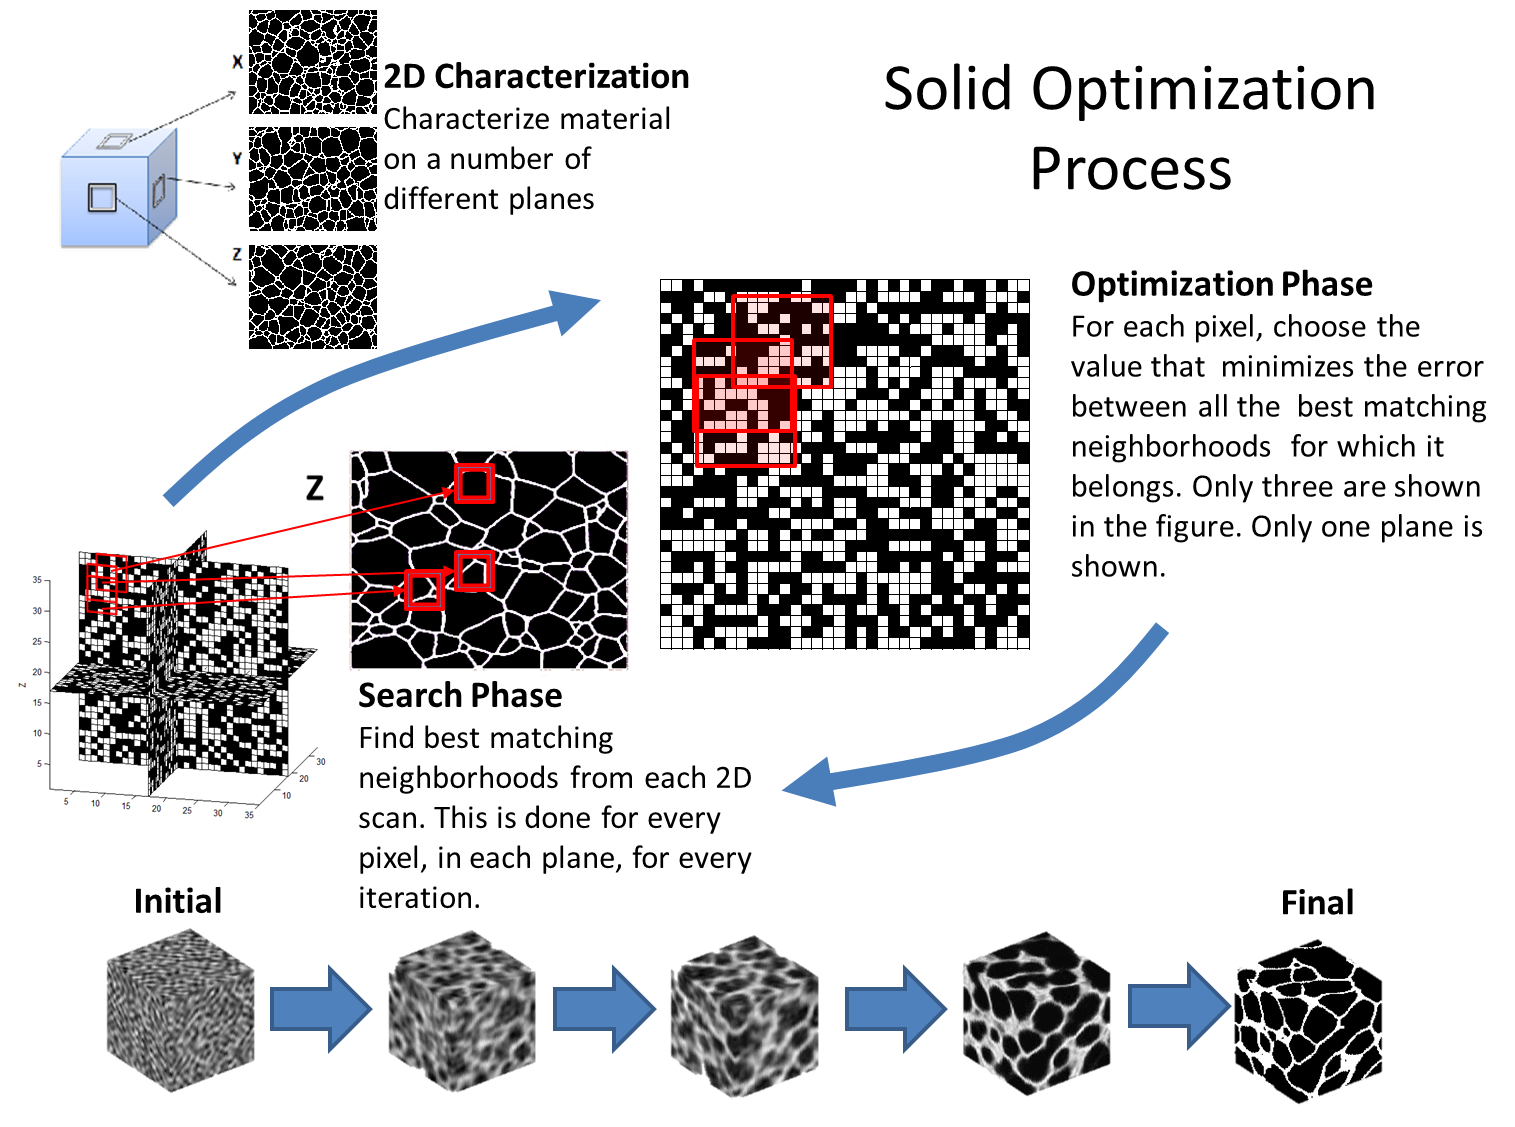 Solid Optimization
Process
X
Y
Z
2D Characterization
Characterize material
on a number of
different planes
Optimization Phase
For each pixel, choose the
value that minimizes the error
between all the best matching
neighborhoods for which it
belongs. Only three are shown
in the figure. Only one plane is
shown.
Z
35
30
25
20
15
10
5
Z
5
10
15
20
25
30
35
10
20
30
Search Phase
Find best matching
neighborhoods from each 2D
scan. This is done for every
pixel, in each plane, for every
iteration.
Initial
Final